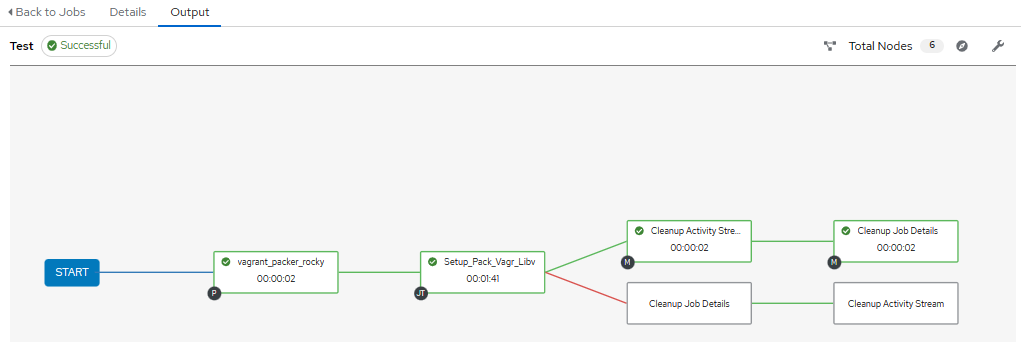 Back to Jobs Details Output
Test Successful Total Nodes 6
Cleanup Activity Stre... Cleanup Job Details
00:00:02 00:00:02
M M
START vagrant_packer_rocky Setup_Pack_Vagr_Libv
00:00:02 00:01:41
P JT
Cleanup Job Details Cleanup Activity Stream